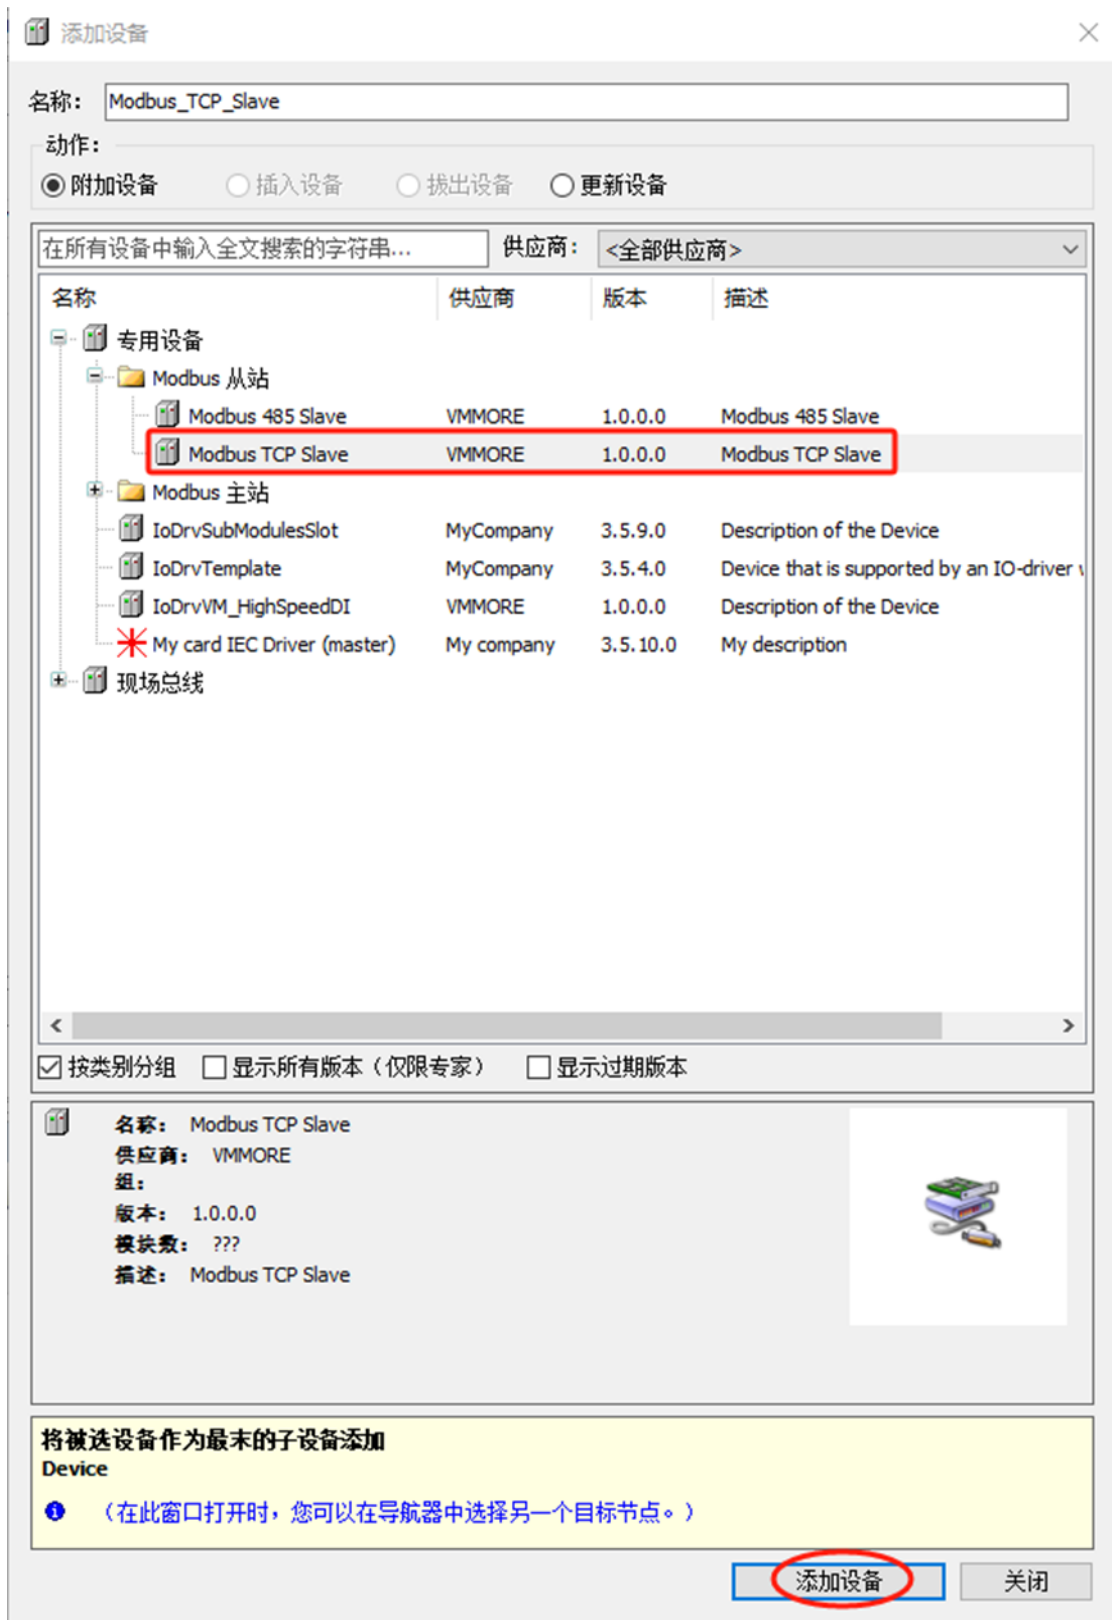 添加设备
名称： Modbus_TCP_Slave
动作：
附加设备 插入设备 拔出设备 更新设备
在所有设备中输入全文搜索的字符串... 供应商： <全部供应商>
名称 供应商 版本 描述
专用设备
Modbus 从站
Modbus 485 Slave VMMORE 1.0.0.0 Modbus 485 Slave
Modbus TCP Slave VMMORE 1.0.0.0 Modbus TCP Slave
Modbus 主站
IoDrvSubModulesSlot MyCompany 3.5.9.0 Description of the Device
IoDrvTemplate MyCompany 3.5.4.0 Device that is supported by an IO-driver
IoDrvVM_HighSpeedDI VMMORE 1.0.0.0 Description of the Device
My card IEC Driver (master) My company 3.5.10.0 My description
现场总线
按类别分组 显示所有版本（仅限专家） 显示过期版本
名称： Modbus TCP Slave
供应商： VMMORE
组：
版本： 1.0.0.0
模块数： ???
描述： Modbus TCP Slave
将被选设备作为最末的子设备添加
Device
（在此窗口打开时，您可以在导航器中选择另一个目标节点。）
添加设备 关闭